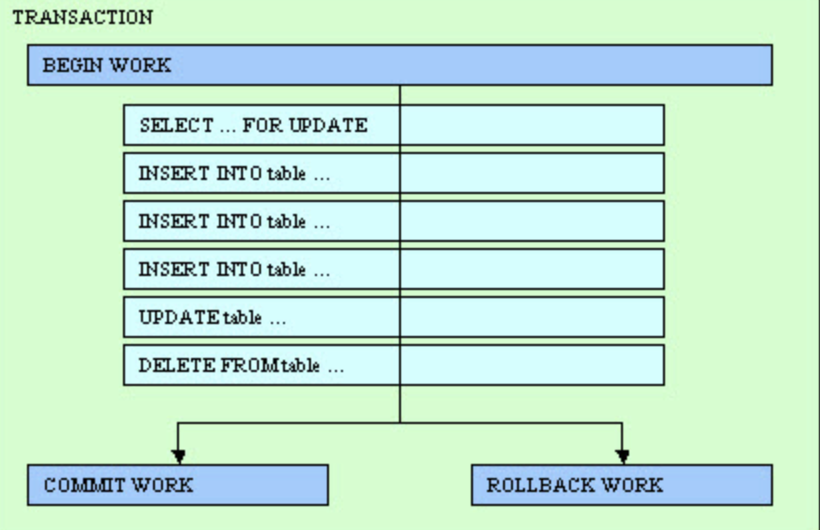 TRANSACTION
BEGIN WORK
SELECT ... FOR UPDATE
INSERT INTO table ...
INSERT INTO table ...
INSERT INTO table ...
UPDATE table ...
DELETE FROM table ...
COMMIT WORK
ROLLBACK WORK